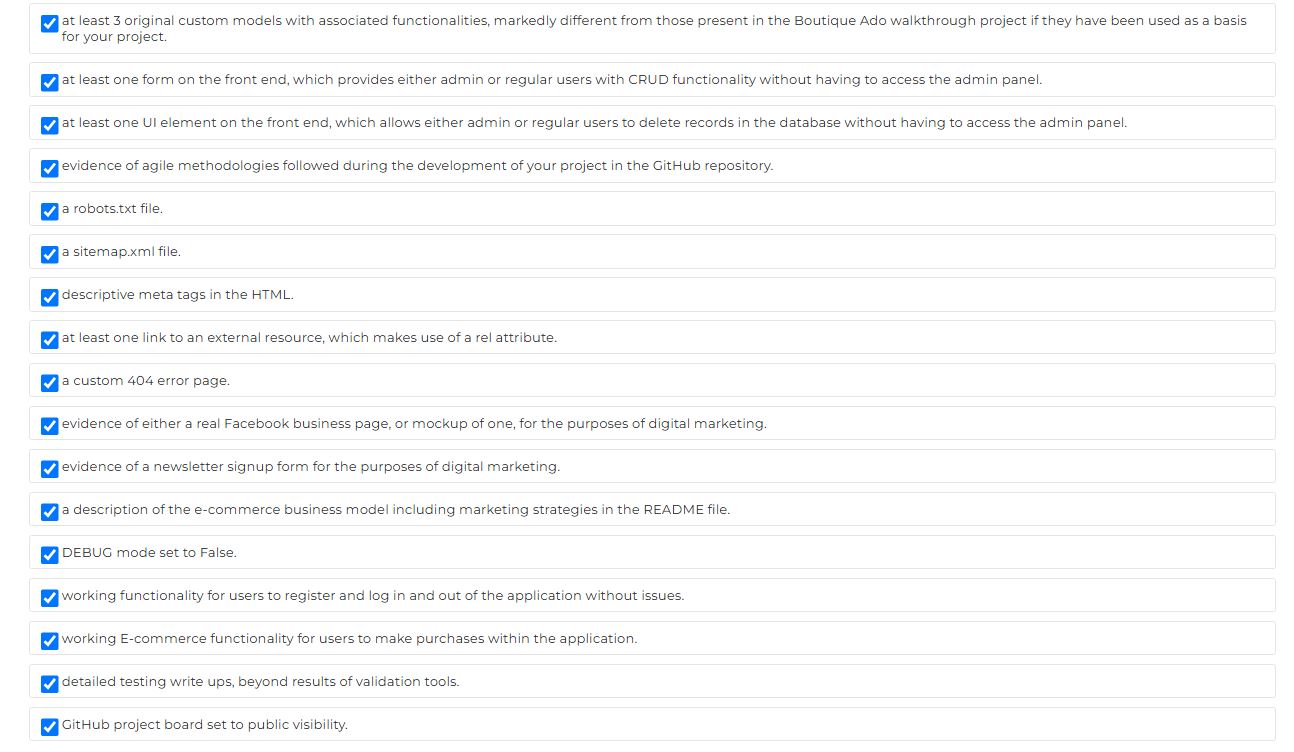 at least 3 original custom models with associated functionalities, markedly different from those present in the Boutique Ado walkthrough project if they have been used as a basis
for your project.
at least one form on the front end, which provides either admin or regular users with CRUD functionality without having to access the admin panel.
at least one UI element on the front end, which allows either admin or regular users to delete records in the database without having to access the admin panel.
evidence of agile methodologies followed during the development of your project in the GitHub repository.
a robots.txt file.
a sitemap.xml file.
descriptive meta tags in the HTML.
at least one link to an external resource, which makes use of a rel attribute.
a custom 404 error page.
evidence of either a real Facebook business page, or mockup of one, for the purposes of digital marketing.
evidence of a newsletter signup form for the purposes of digital marketing.
a description of the e-commerce business model including marketing strategies in the README file.
DEBUG mode set to False.
working functionality for users to register and log in and out of the application without issues.
working E-commerce functionality for users to make purchases within the application.
detailed testing write ups, beyond results of validation tools.
GitHub project board set to public visibility.